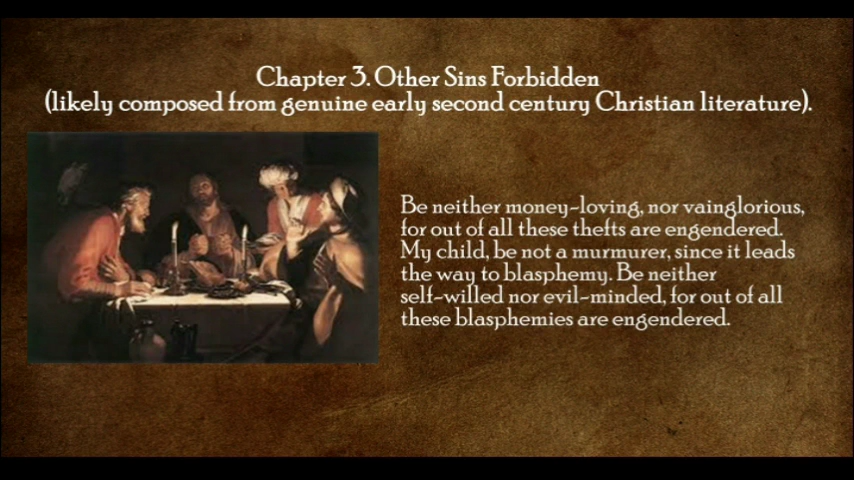 Chapter 3. Other Sins Forbidden
(likely composed from genuine early second century Christian literature).
Be neither money-loving, nor vainglorious,
for out of all these thefts are engendered.
My child, be not a murmurer, since it leads
the way to blasphemy. Be neither
self-willed nor evil-minded, for out of all
these blasphemies are engendered.